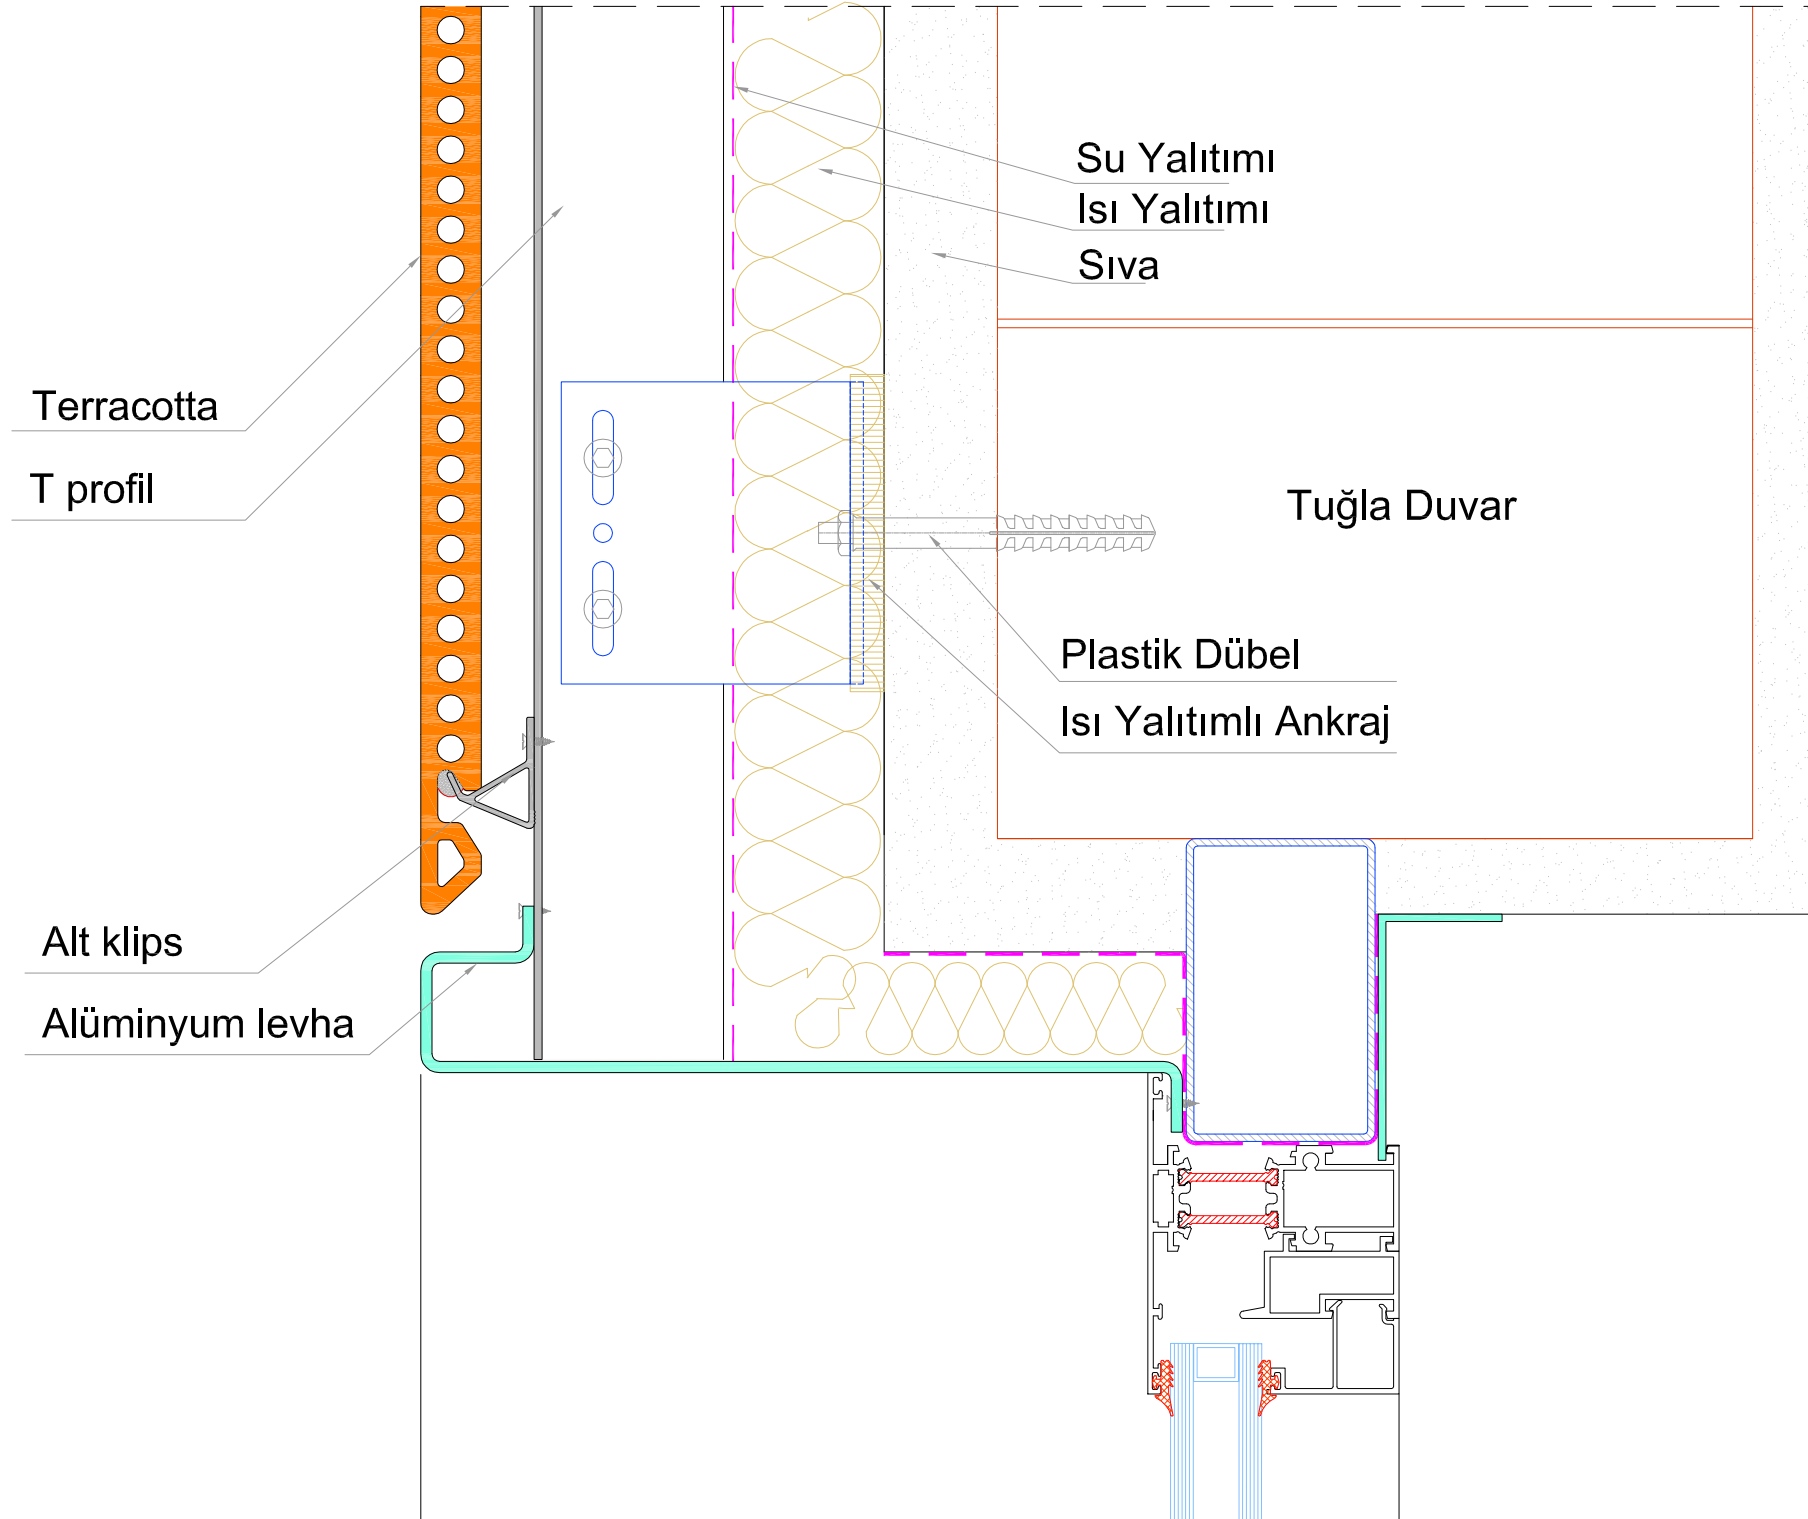 Su Yalıtımı
Isı Yalıtımı
Sıva
Terracotta
T profil
Tuğla Duvar
Plastik Dübel
Isı Yalıtımlı Ankraj
Alt klips
Alüminyum levha